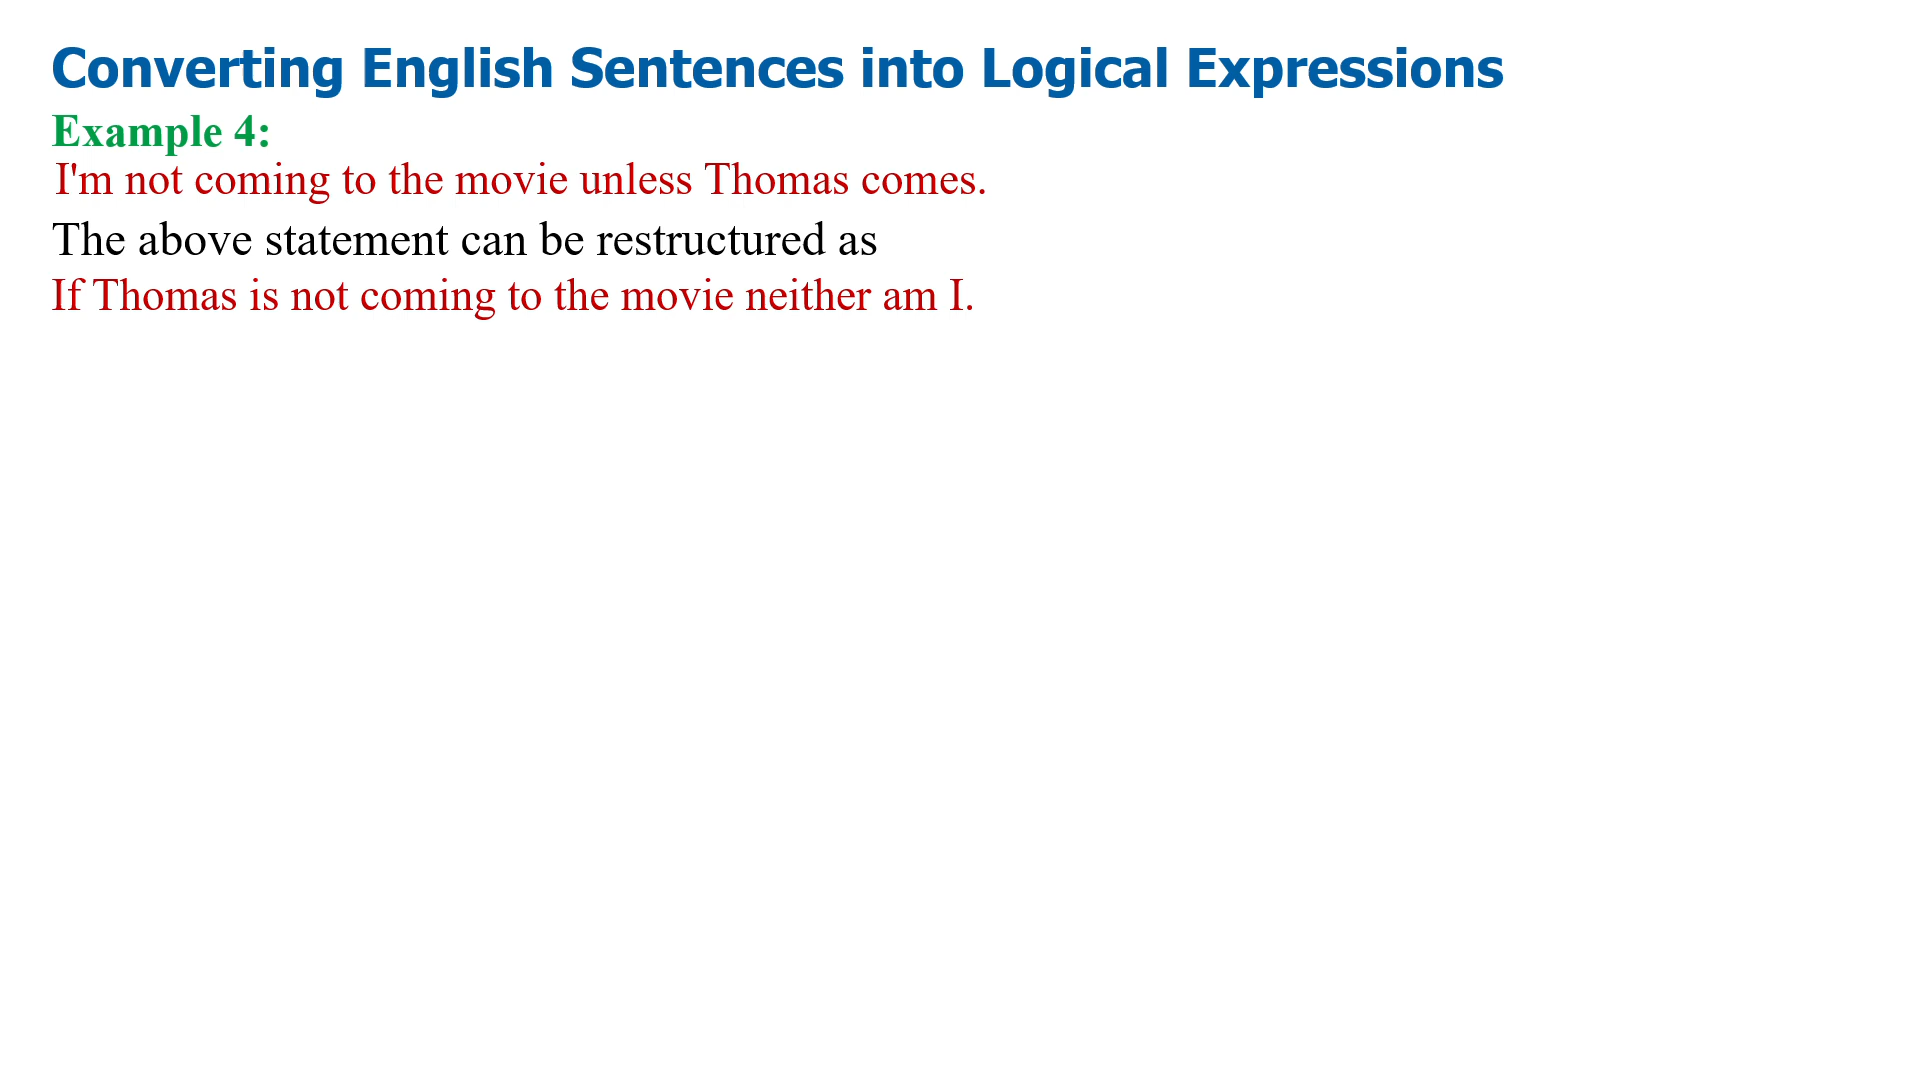 Converting English Sentences into Logical Expressions
Example 4:
I'm not coming to the movie unless Thomas comes.
The above statement can be restructured as
If Thomas is not coming to the movie neither am I.